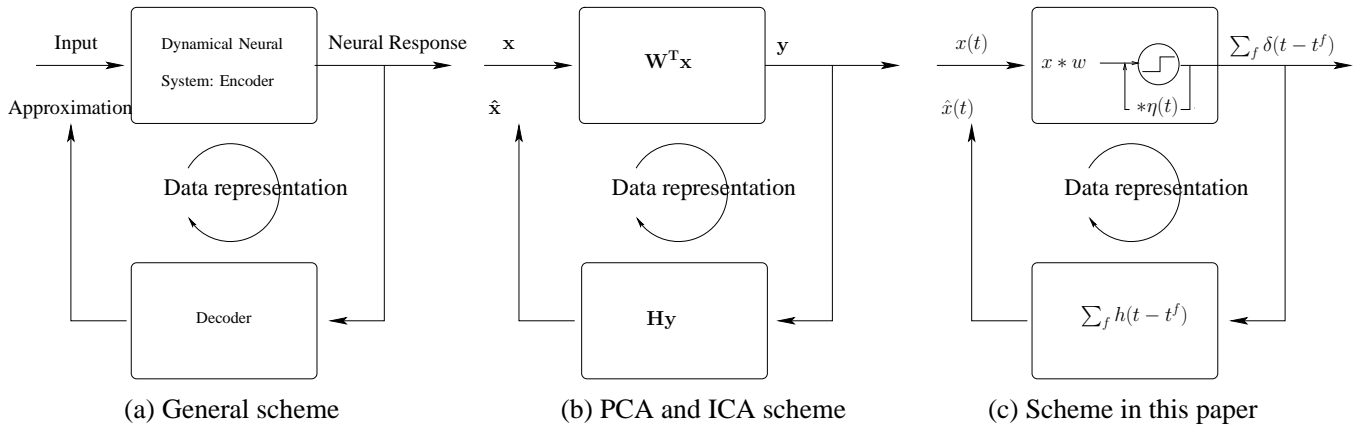 Input
Dynamical Neural
System: Encoder
Neural Response
Approximation
Data representation
Decoder
(a) General scheme
x
W^T x
y
x̂
Data representation
Hy
(b) PCA and ICA scheme
x(t)
x * w
∑_f δ(t − t^f)
*η(t)
x̂(t)
Data representation
∑_f h(t − t^f)
(c) Scheme in this paper